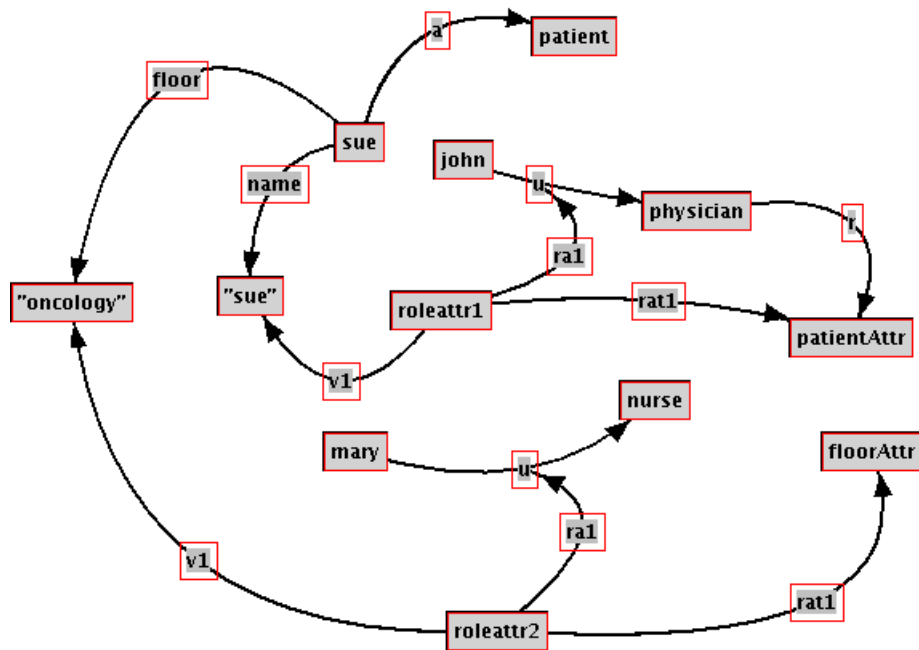 a
patient
floor
sue
john
name
u
physician
r
ra1
"oncology"
"sue"
roleattr1
rat1
patientAttr
v1
nurse
mary
floorAttr
u
ra1
v1
rat1
roleattr2